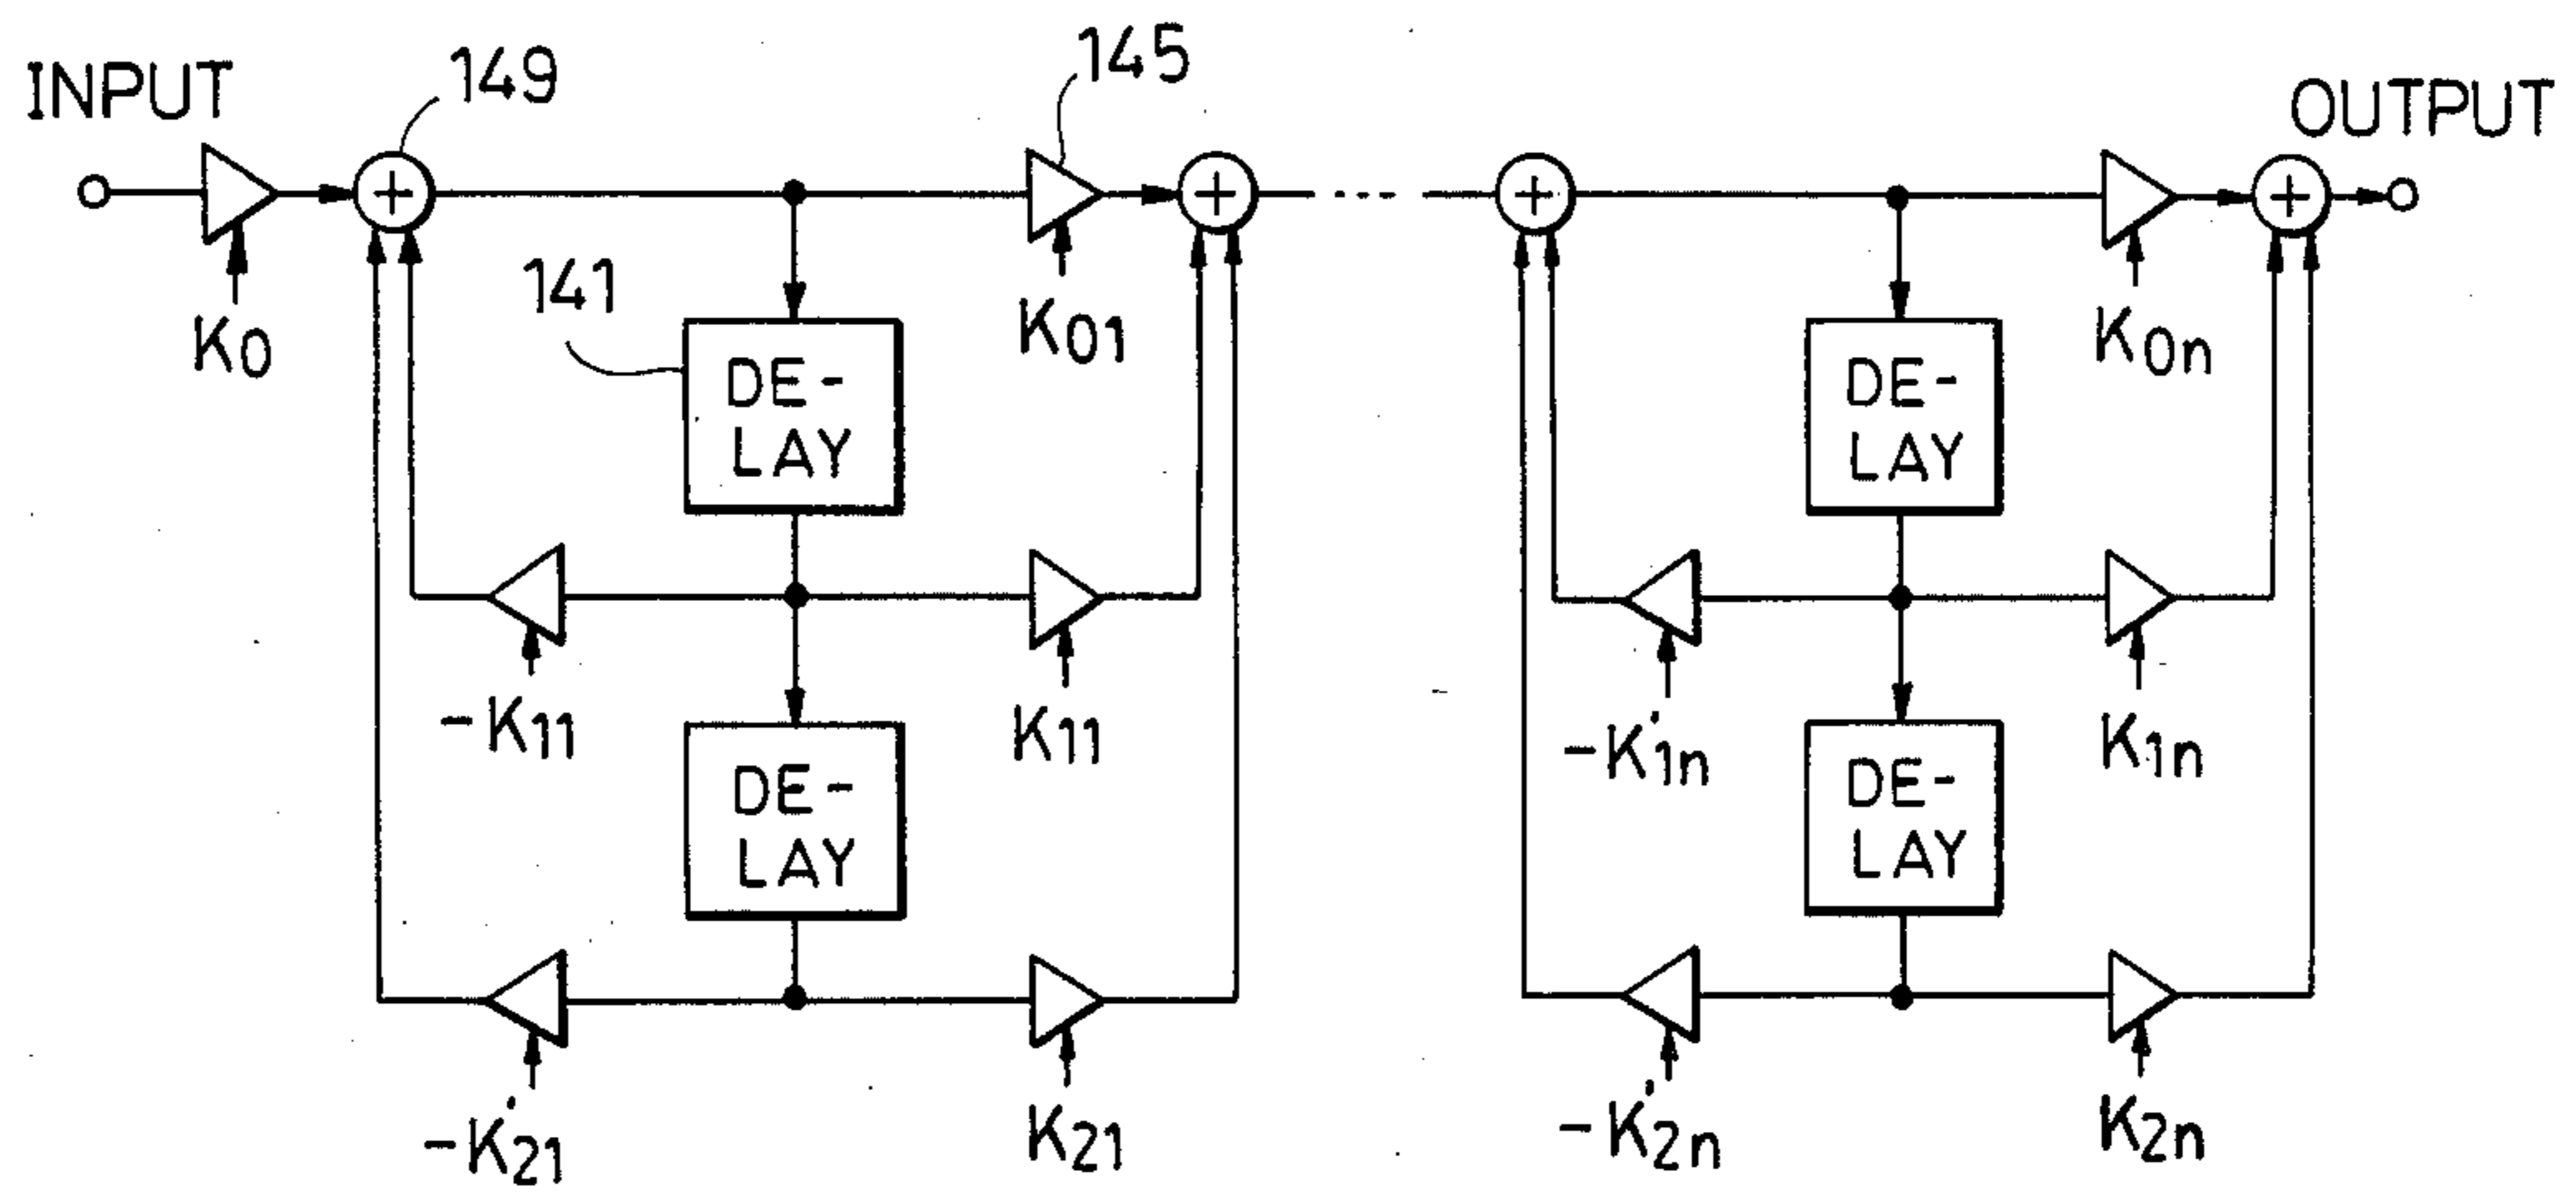 INPUT
149
145
OUTPUT
K0
141
K01
K0n
DE-
LAY
DE-
LAY
-K11
K11
-K'1n
K1n
DE-
LAY
DE-
LAY
-K'21
K21
-K'2n
K2n